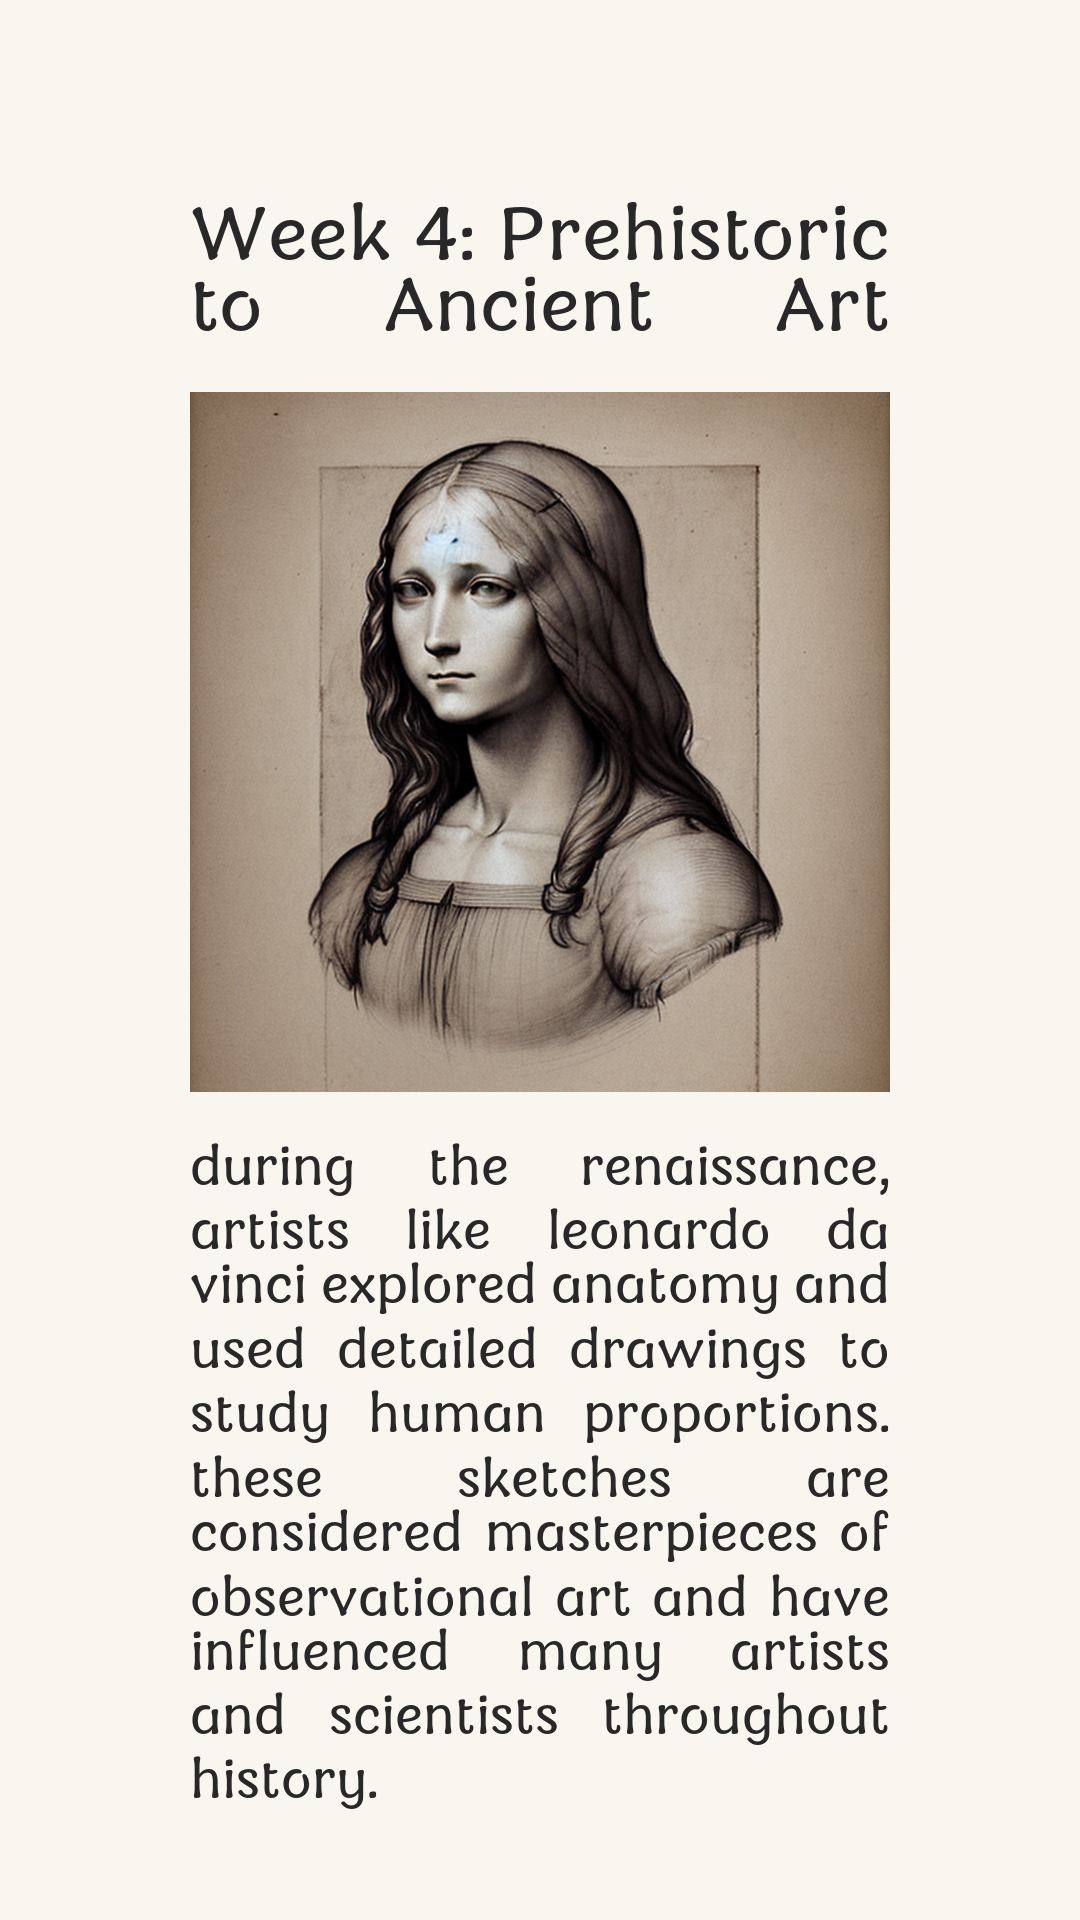 Week 4: Prehistoric
to Ancient Art
during the renaissance,
artists like leonardo da
vinci explored anatomy and
used detailed drawings to
study human proportions.
these sketches are
considered masterpieces of
observational art and have
influenced many artists
and scientists throughout
history.